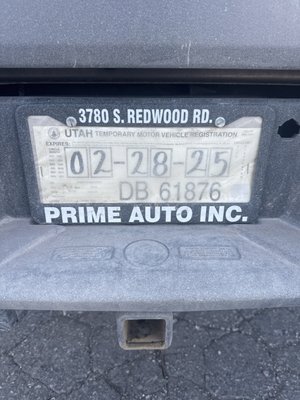 3780 S. REDWOOD RD.
UTAH TEMPORARY MOTOR VEHICLE REGISTRATION
EXPIRES:
02-28-25
DB 61876
PRIME AUTO INC.